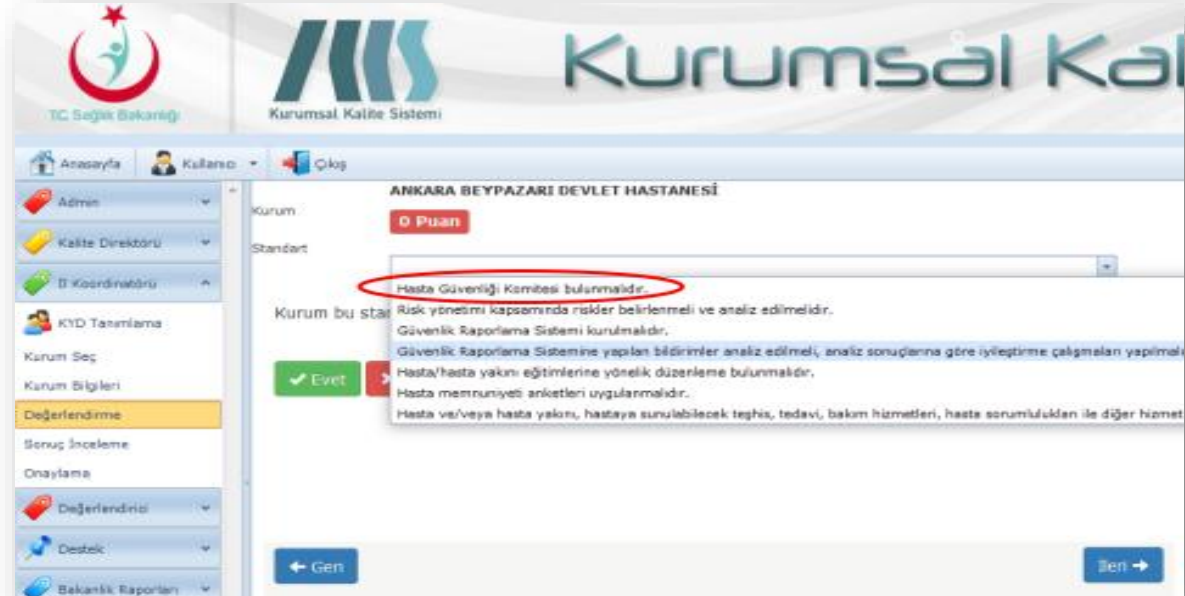 T.C. Sağlık Bakanlığı
Kurumsal Kalite Sistemi
Kurumsal Kal
Anasayfa
Kullanıcı
Çıkış
Admin
Kalite Direktörü
İl Koordinatörü
KYD Tanımlama
Kurum Seç
Kurum Bilgileri
Değerlendirme
Sonuç İnceleme
Onaylama
Değerlendirici
Destek
Bakanlık Raporları
Kurum
ANKARA BEYPAZARI DEVLET HASTANESİ
0 Puan
Standart
Hasta Güvenliği Komitesi bulunmalıdır.
Risk yönetimi kapsamında riskler belirlenmeli ve analiz edilmelidir.
Güvenlik Raporlama Sistemi kurulmalıdır.
Güvenlik Raporlama Sistemine yapılan bildirimler analiz edilmeli, analiz sonuçlarına göre iyileştirme çalışmaları yapılmalı
Hasta/hasta yakını eğitimlerine yönelik düzenleme bulunmalıdır.
Hasta memnuniyeti anketleri uygulanmalıdır.
Hasta ve/veya hasta yakını, hastaya sunulabilecek teşhis, tedavi, bakım hizmetleri, hasta sorumlulukları ile diğer hizmet
Kurum bu sta
Evet
Geri
İleri